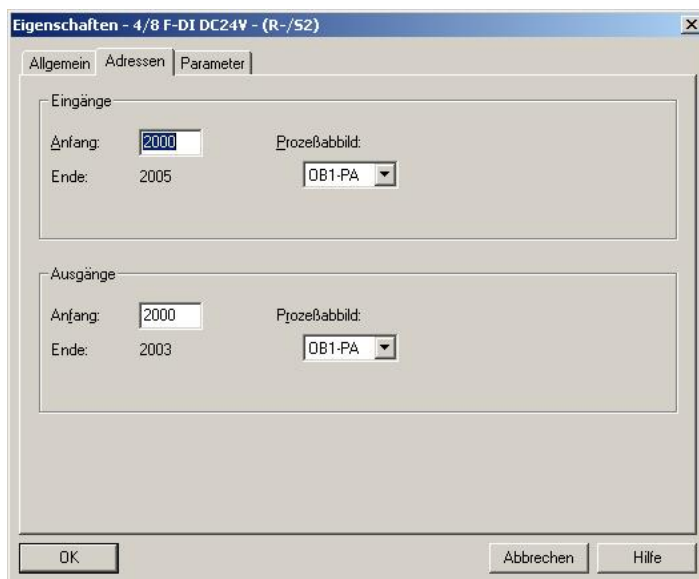 Eigenschaften - 4/8 F-DI DC24V - (R-/S2)
Allgemein Adressen Parameter
Eingänge
Anfang: 2000 Prozeßabbild:
Ende: 2005 OB1-PA
Ausgänge
Anfang: 2000 Prozeßabbild:
Ende: 2003 OB1-PA
OK Abbrechen Hilfe